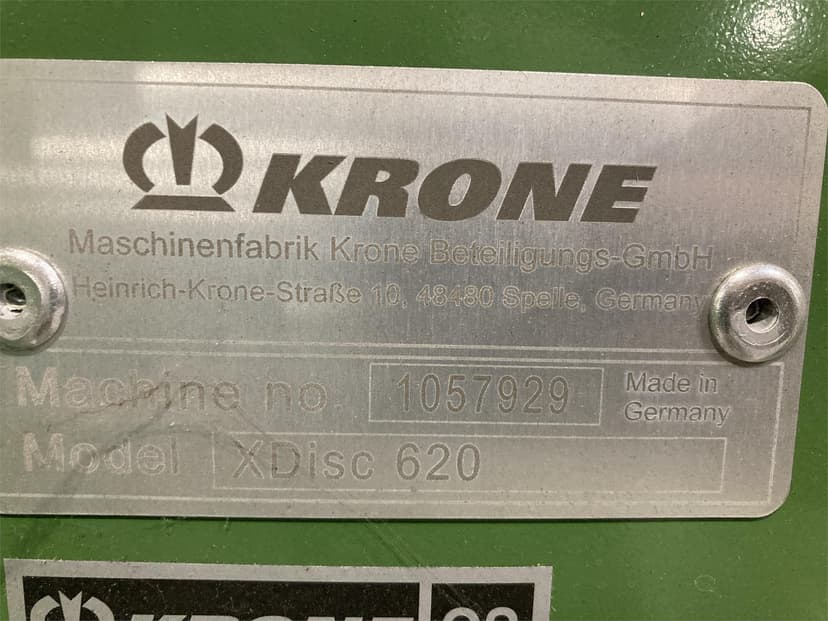 KRONE
Maschinenfabrik Krone Beteiligungs-GmbH
Heinrich-Krone-Straße 10, 48480 Spelle, Germany
Machine no. 1057929 Made in
Germany
Model XDisc 620
KRONE